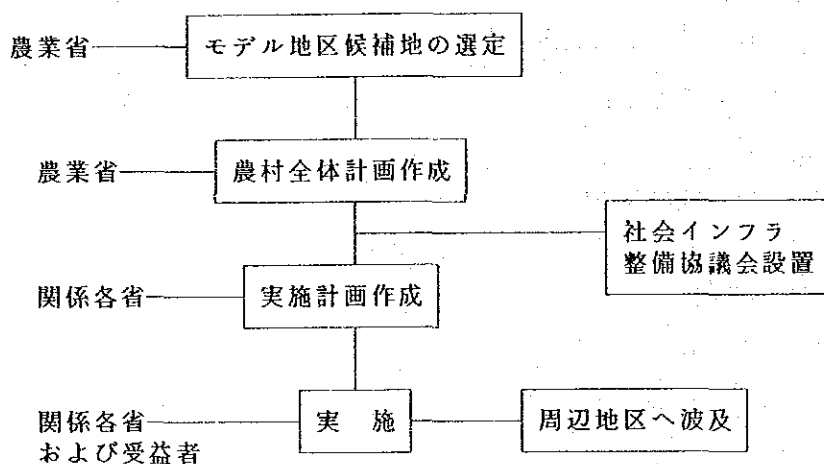 農業省
モデル地区候補地の選定
農業省
農村全体計画作成
社会インフラ
整備協議会設置
関係各省
実施計画作成
関係各省
および受益者
実 施
周辺地区へ波及